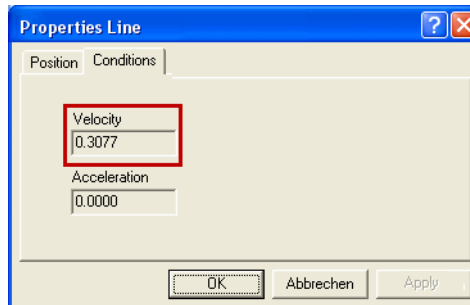 Properties Line
Position Conditions
Velocity
0.3077
Acceleration
0.0000
OK Abbrechen Apply